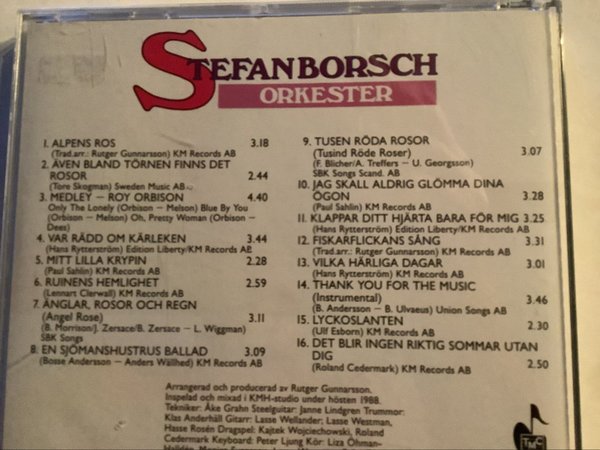 STEFAN BORSCH
ORKESTER
1. ALPENS ROS 3.18
(Trad.arr.: Rutger Gunnarsson) KM Records AB
2. ÄVEN BLAND TÖRNEN FINNS DET
ROSOR 2.44
(Tore Skogman) Sweden Music AB
3. MEDLEY – ROY ORBISON 4.40
Only The Lonely (Orbison - Melson) Blue By You
(Orbison – Melson) Oh, Pretty Woman (Orbison –
Dees)
4. VAR RÄDD OM KÄRLEKEN 3.44
(Hans Rytterström) Edition Liberty/KM Records AB
5. MITT LILLA KRYPIN 2.28
(Paul Sahlin) KM Records AB
6. RUINENS HEMLIGHET 2.59
(Lennart Clerwall) KM Records AB
7. ÄNGLAR, ROSOR OCH REGN
(Angel Rose) 3.11
(B. Morrison/J. Zersace/B. Zersace – L. Wiggman)
SBK Songs
8. EN SJÖMANSHUSTRUS BALLAD 3.09
(Bosse Andersson – Anders Wällhed) KM Records AB
9. TUSEN RÖDA ROSOR
(Tusind Röde Roser) 3.07
(F. Blicher/A. Treffers – U. Georgsson)
SBK Songs Scand. AB
10. JAG SKALL ALDRIG GLÖMMA DINA
ÖGON 3.28
(Paul Sahlin) KM Records AB
11. KLAPPAR DITT HJÄRTA BARA FÖR MIG 3.25
(Hans Rytterström) Edition Liberty/KM Records AB
12. FISKARFLICKANS SÅNG 3.31
(Trad.arr.: Rutger Gunnarsson) KM Records AB
13. VILKA HÄRLIGA DAGAR 3.01
(Hans Rytterström) KM Records AB
14. THANK YOU FOR THE MUSIC
(Instrumental) 3.46
(B. Andersson - B. Ulvaeus) Union Songs AB
15. LYCKOSLANTEN 2.30
(Ulf Esborn) KM Records AB
16. DET BLIR INGEN RIKTIG SOMMAR UTAN
DIG 2.50
(Roland Cedermark) KM Records AB
Arrangerad och producerad av Rutger Gunnarsson.
Inspelad och mixad i KMH-studio under hösten 1988.
Tekniker: Åke Grahn Steelguitar: Janne Lindgren Trummor:
Klas Anderhäll Gitarr: Lasse Wellander, Lasse Westman,
Hasse Rosén Dragspel: Kajtek Wojciechowski, Roland
Cedermark Keyboard: Peter Ljung Kör: Liza Öhman-
TMC